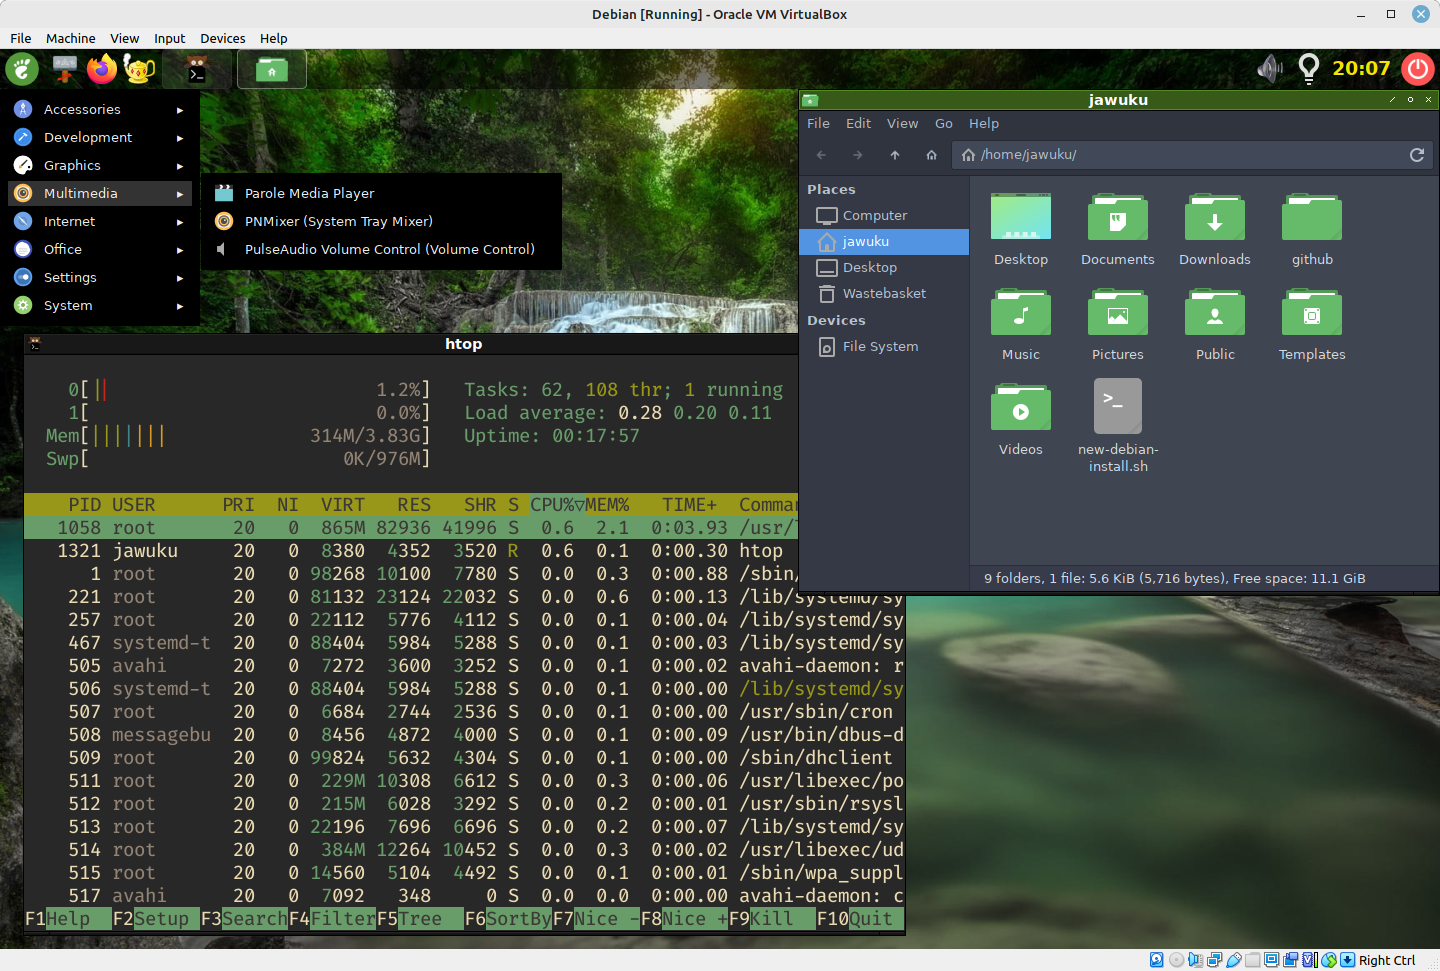 Debian [Running] - Oracle VM VirtualBox
File Machine View Input Devices Help
20:07
Accessories
Development
Graphics
Multimedia
Internet
Office
Settings
System
Parole Media Player
PNMixer (System Tray Mixer)
PulseAudio Volume Control (Volume Control)
jawuku
File Edit View Go Help
/home/jawuku/
Places
Computer
jawuku
Desktop
Wastebasket
Devices
File System
Desktop Documents Downloads github
Music Pictures Public Templates
Videos new-debian-install.sh
9 folders, 1 file: 5.6 KiB (5,716 bytes), Free space: 11.1 GiB
htop
0[|| 1.2%] Tasks: 62, 108 thr; 1 running
1[ 0.0%] Load average: 0.28 0.20 0.11
Mem[||||||| 314M/3.83G] Uptime: 00:17:57
Swp[ 0K/976M]
PID USER PRI NI VIRT RES SHR S CPU%▽MEM% TIME+ Comma
1058 root 20 0 865M 82936 41996 S 0.6 2.1 0:03.93 /usr/
1321 jawuku 20 0 8380 4352 3520 R 0.6 0.1 0:00.30 htop
1 root 20 0 98268 10100 7780 S 0.0 0.3 0:00.88 /sbin/
221 root 20 0 81132 23124 22032 S 0.0 0.6 0:00.13 /lib/systemd/sy
257 root 20 0 22112 5776 4112 S 0.0 0.1 0:00.04 /lib/systemd/sy
467 systemd-t 20 0 88404 5984 5288 S 0.0 0.1 0:00.03 /lib/systemd/sy
505 avahi 20 0 7272 3600 3252 S 0.0 0.1 0:00.02 avahi-daemon: r
506 systemd-t 20 0 88404 5984 5288 S 0.0 0.1 0:00.00 /lib/systemd/sy
507 root 20 0 6684 2744 2536 S 0.0 0.1 0:00.00 /usr/sbin/cron
508 messagebu 20 0 8456 4872 4000 S 0.0 0.1 0:00.09 /usr/bin/dbus-d
509 root 20 0 99824 5632 4304 S 0.0 0.1 0:00.00 /sbin/dhclient
511 root 20 0 229M 10308 6612 S 0.0 0.3 0:00.06 /usr/libexec/po
512 root 20 0 215M 6028 3292 S 0.0 0.2 0:00.01 /usr/sbin/rsysl
513 root 20 0 22196 7696 6696 S 0.0 0.2 0:00.07 /lib/systemd/sy
514 root 20 0 384M 12264 10452 S 0.0 0.3 0:00.02 /usr/libexec/ud
515 root 20 0 14560 5104 4492 S 0.0 0.1 0:00.01 /sbin/wpa_suppl
517 avahi 20 0 7092 348 0 S 0.0 0.0 0:00.00 avahi-daemon: c
F1Help F2Setup F3SearchF4FilterF5Tree F6SortByF7Nice -F8Nice +F9Kill F10Quit
Right Ctrl